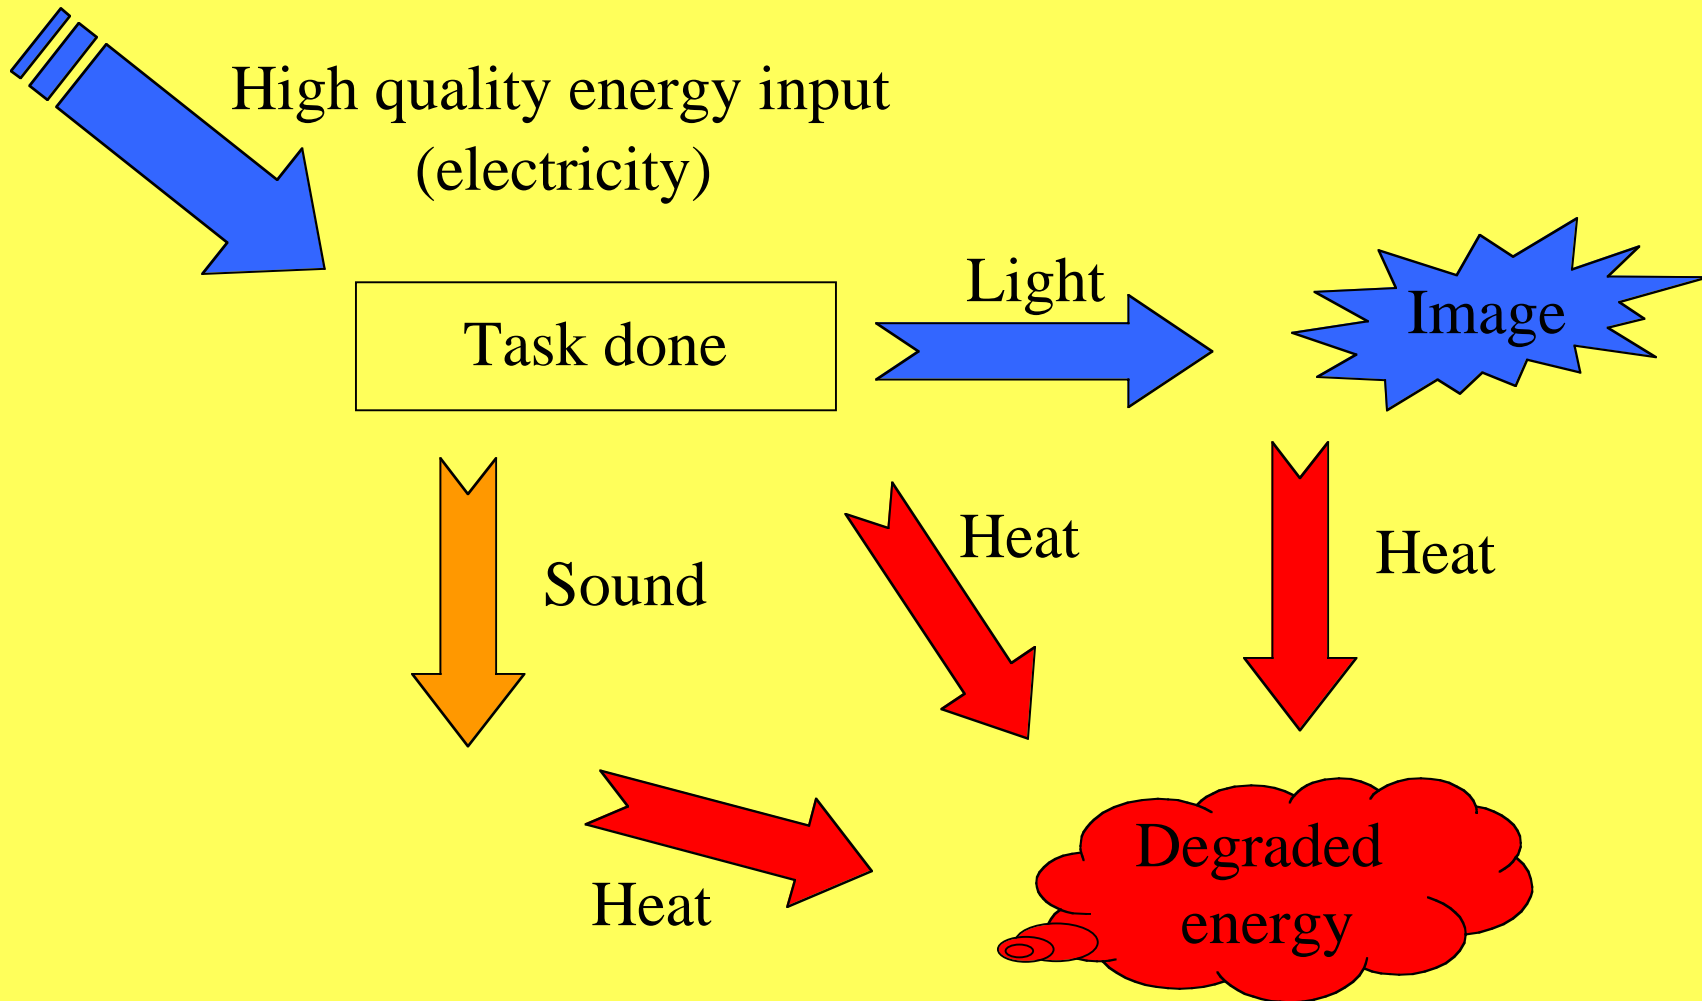 High quality energy input
(electricity)
Light
Image
Task done
Heat
Heat
Sound
Degraded
energy
Heat